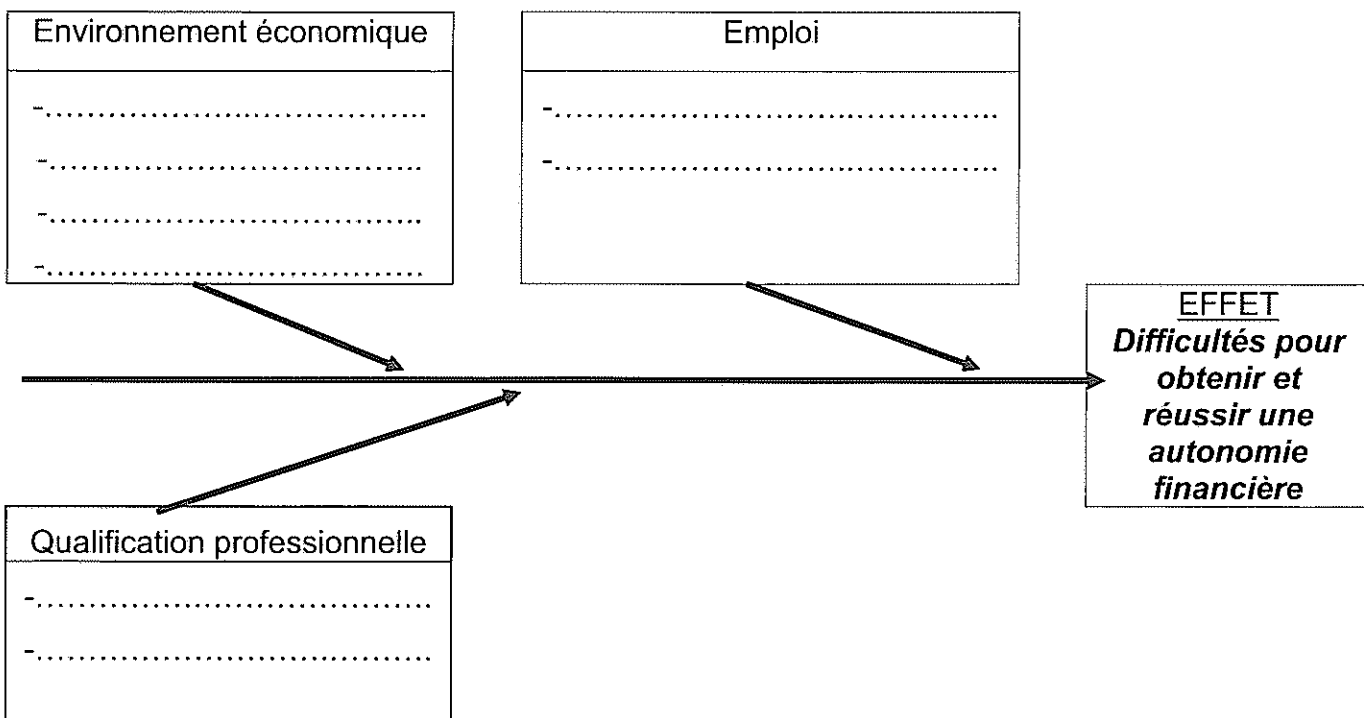 Environnement économique
-....................................
-....................................
-....................................
-....................................
Emploi
-..........................................
-..........................................
EFFET
Difficultés pour
obtenir et
réussir une
autonomie
financière
Qualification professionnelle
-......................................
-......................................